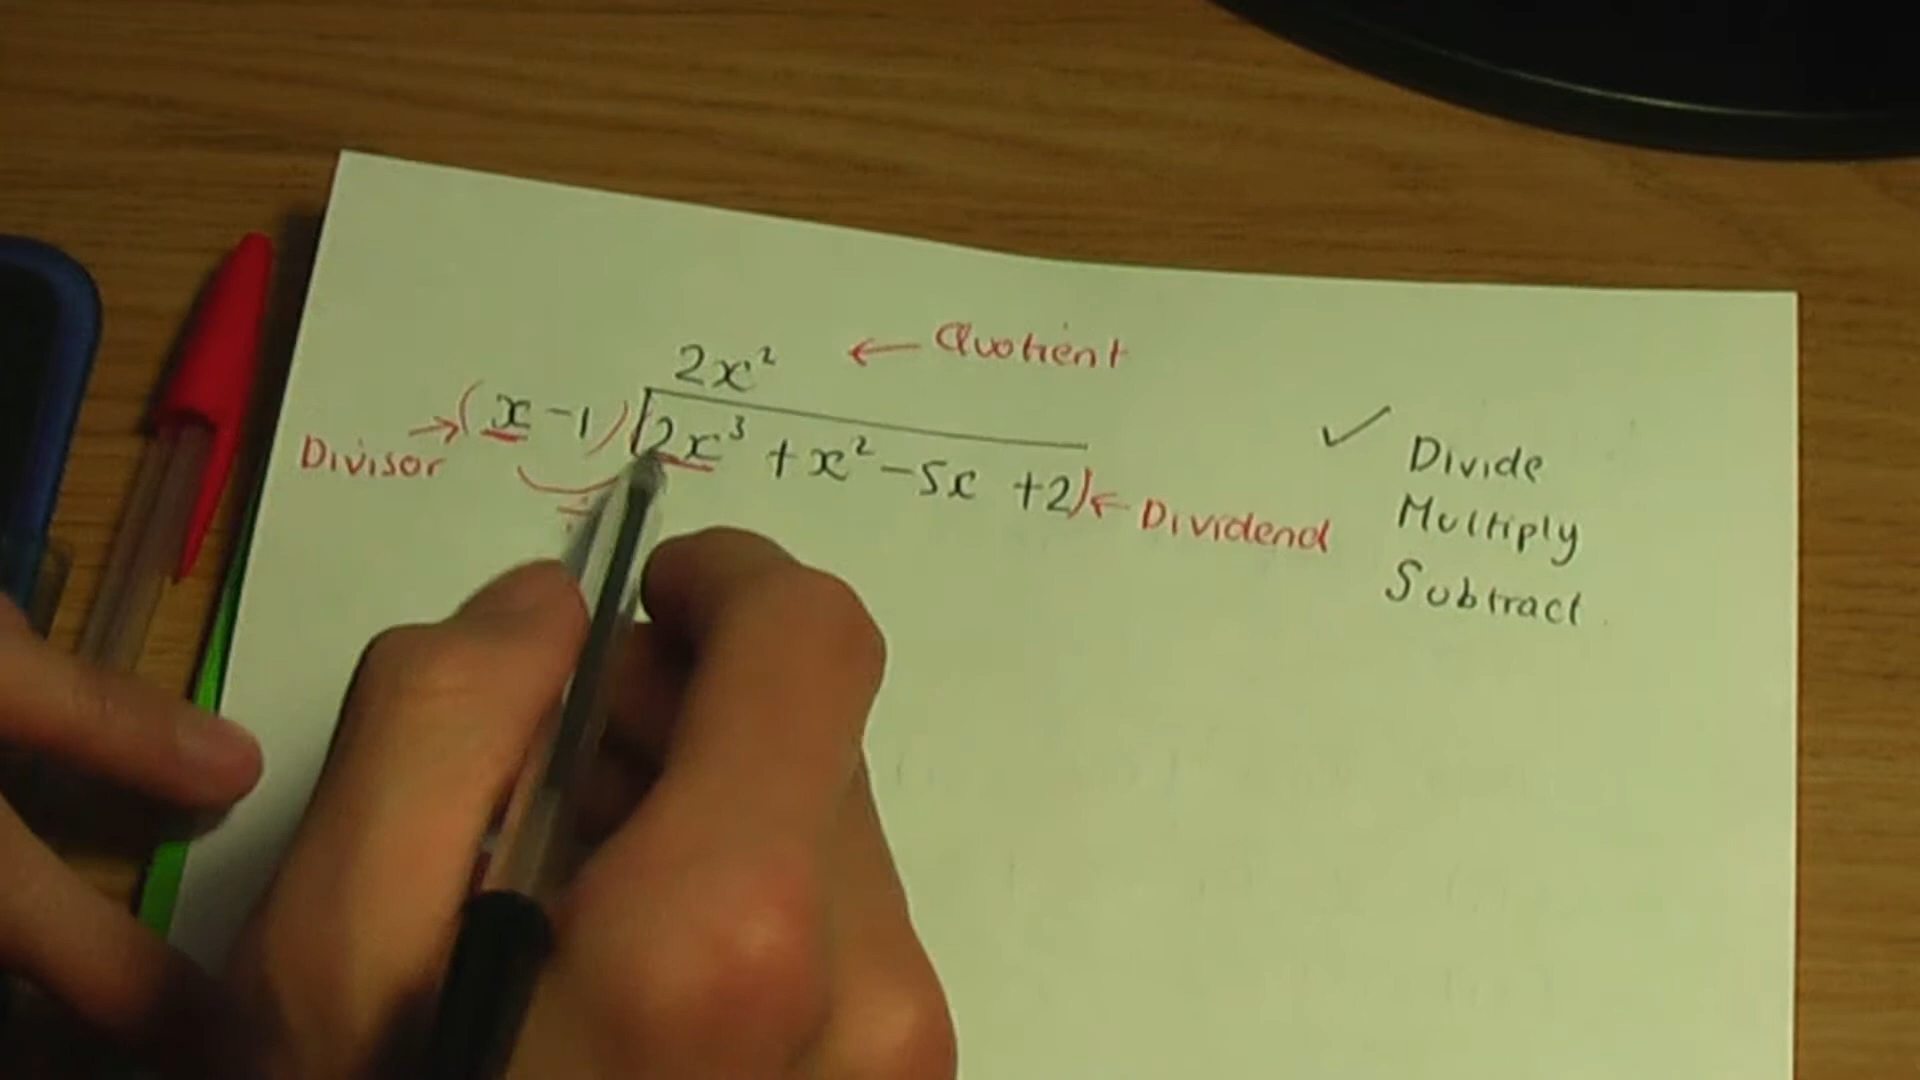 2x² ← Quotient
Divisor → (x - 1) 2x³ + x² - 5x + 2) ← Dividend
÷
✓ Divide
Multiply
Subtract